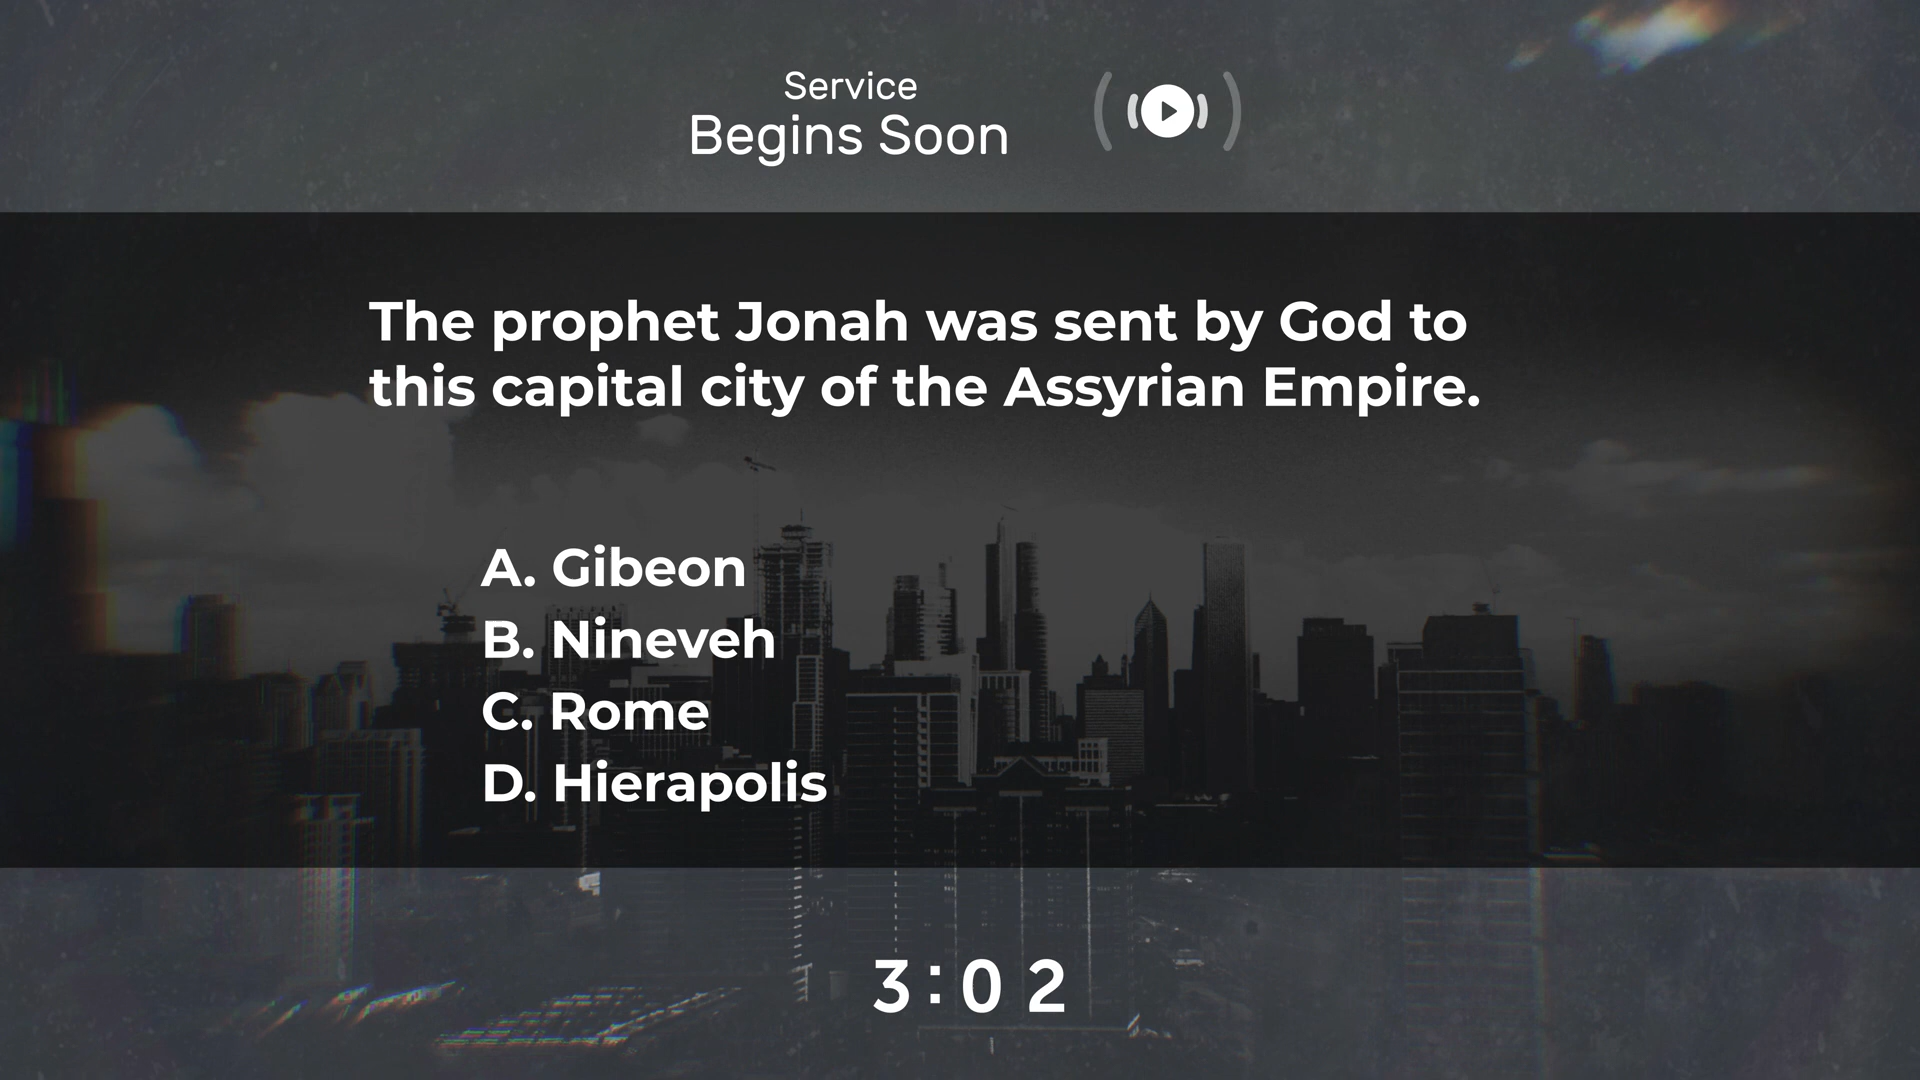 Service
Begins Soon
The prophet Jonah was sent by God to
this capital city of the Assyrian Empire.
A. Gibeon
B. Nineveh
C. Rome
D. Hierapolis
3:02